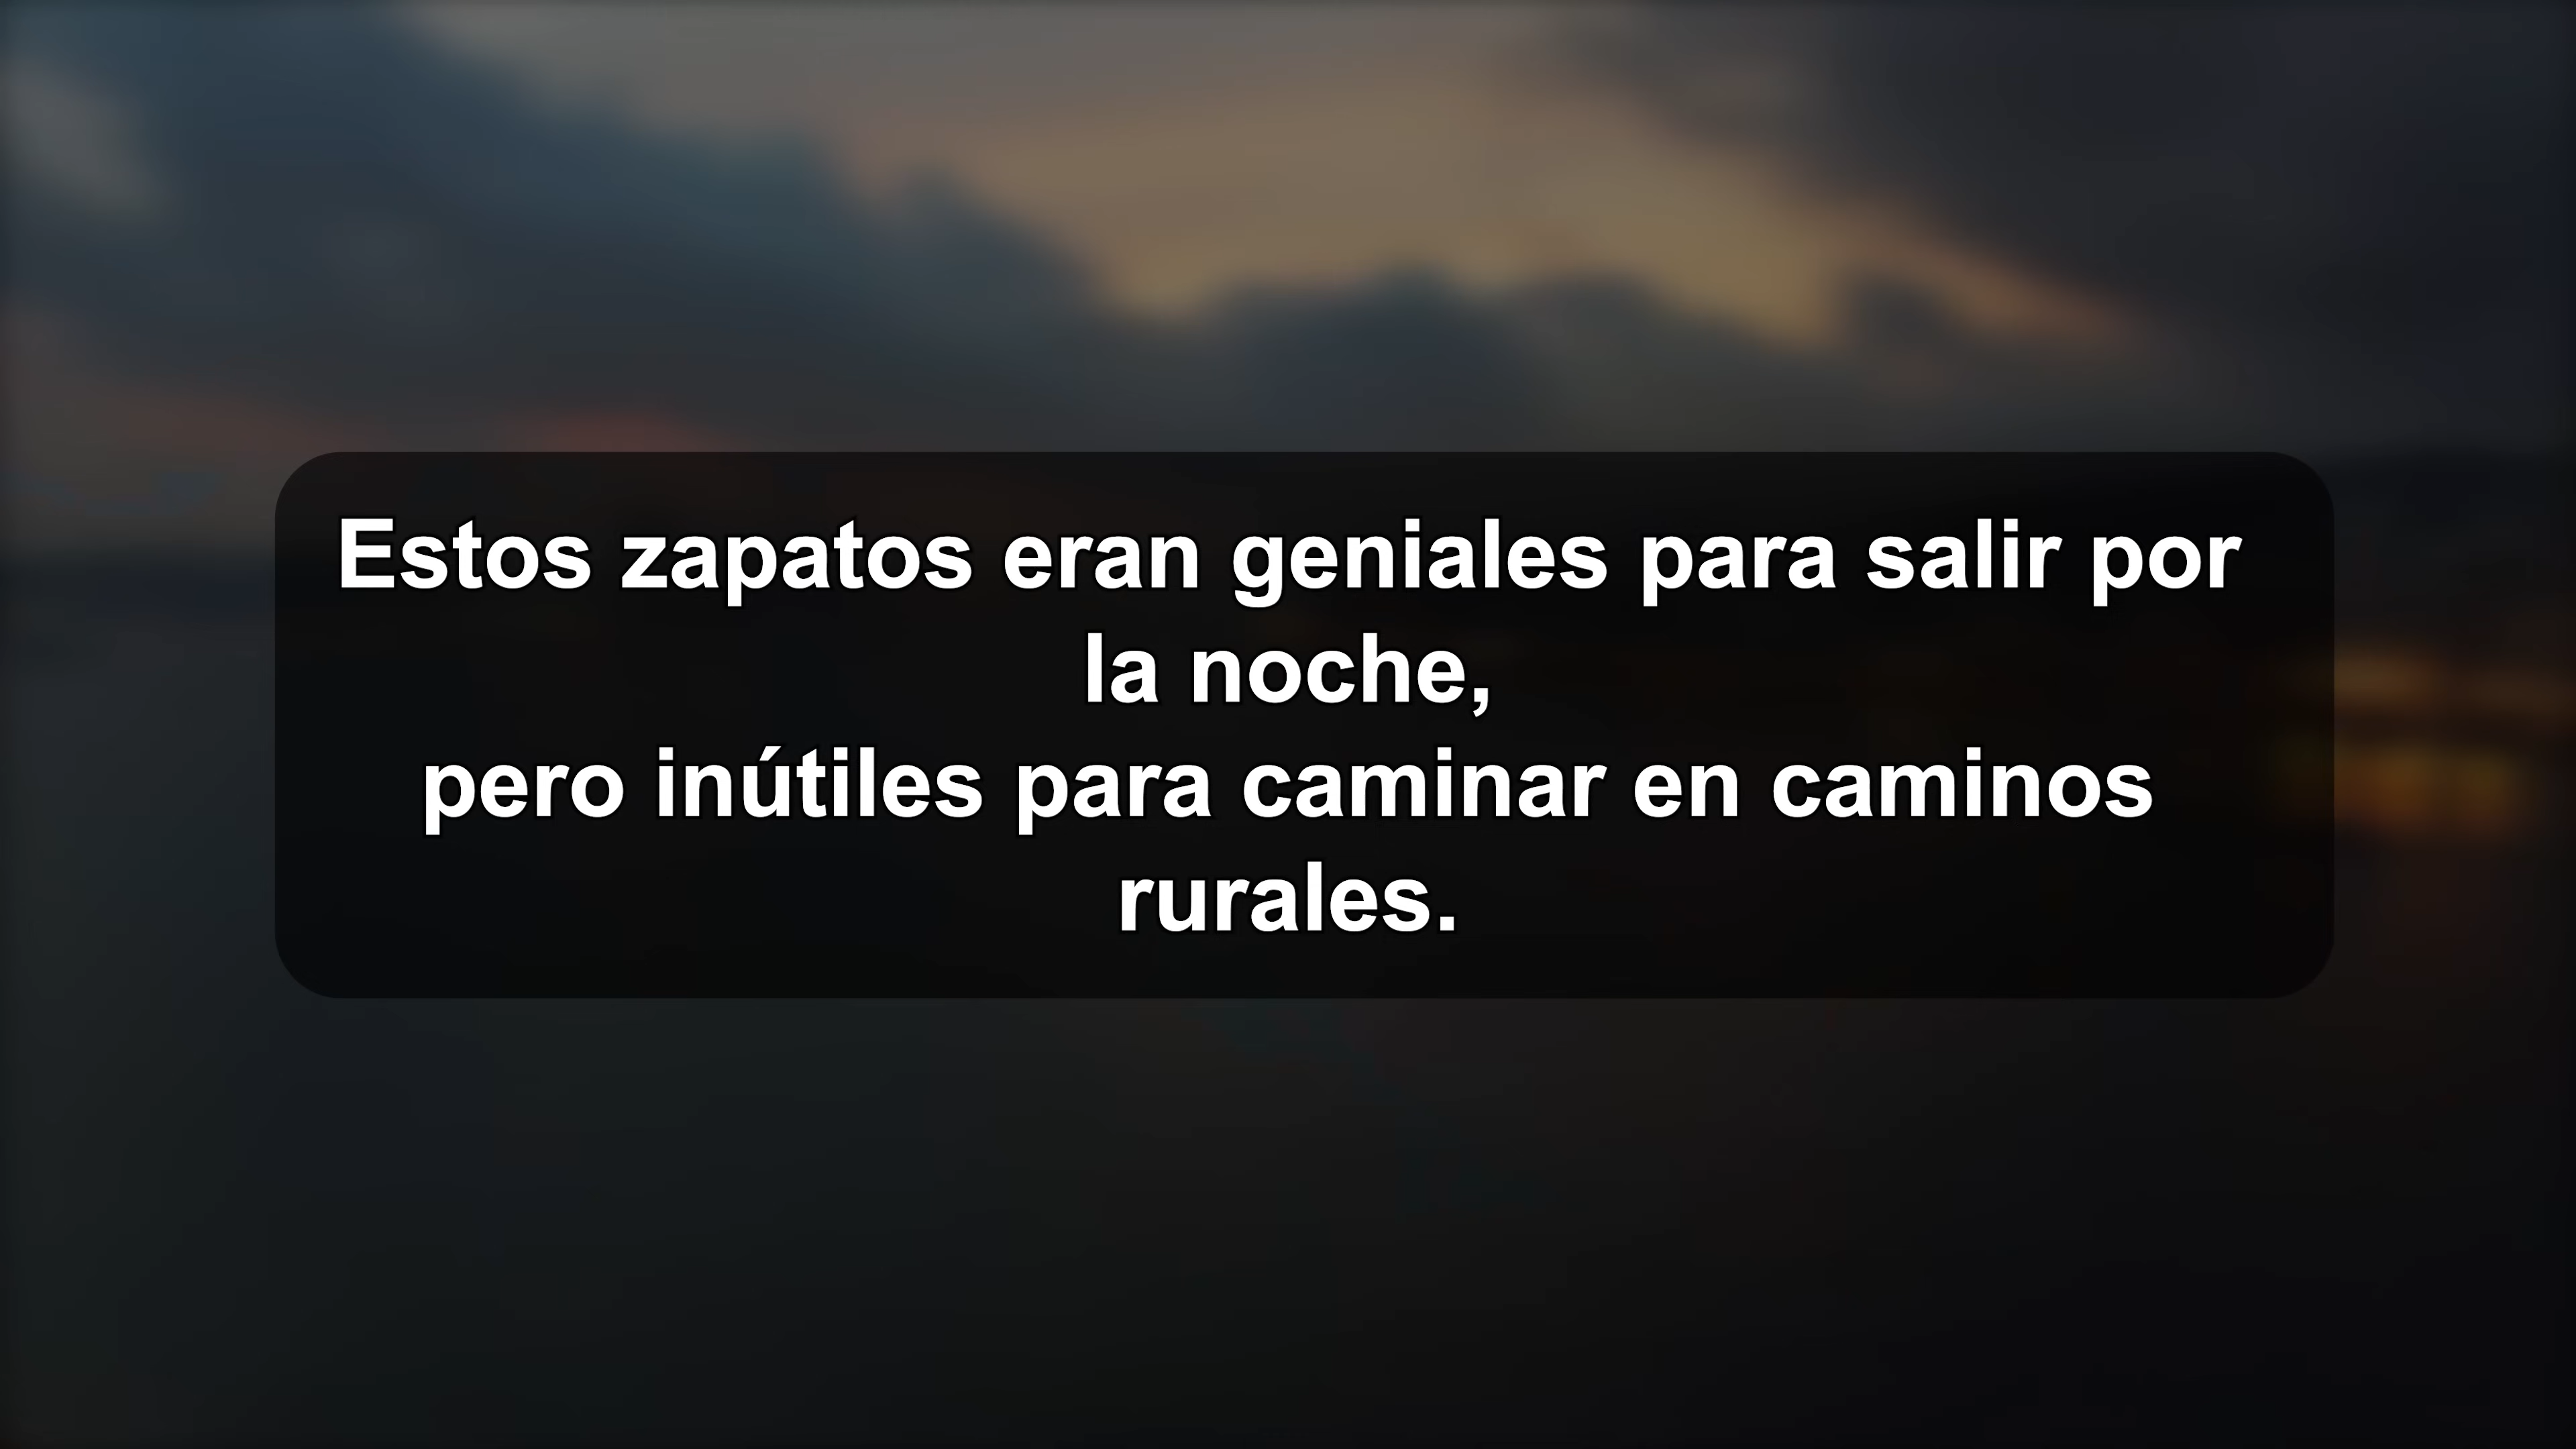 Estos zapatos eran geniales para salir por
la noche,
pero inútiles para caminar en caminos
rurales.